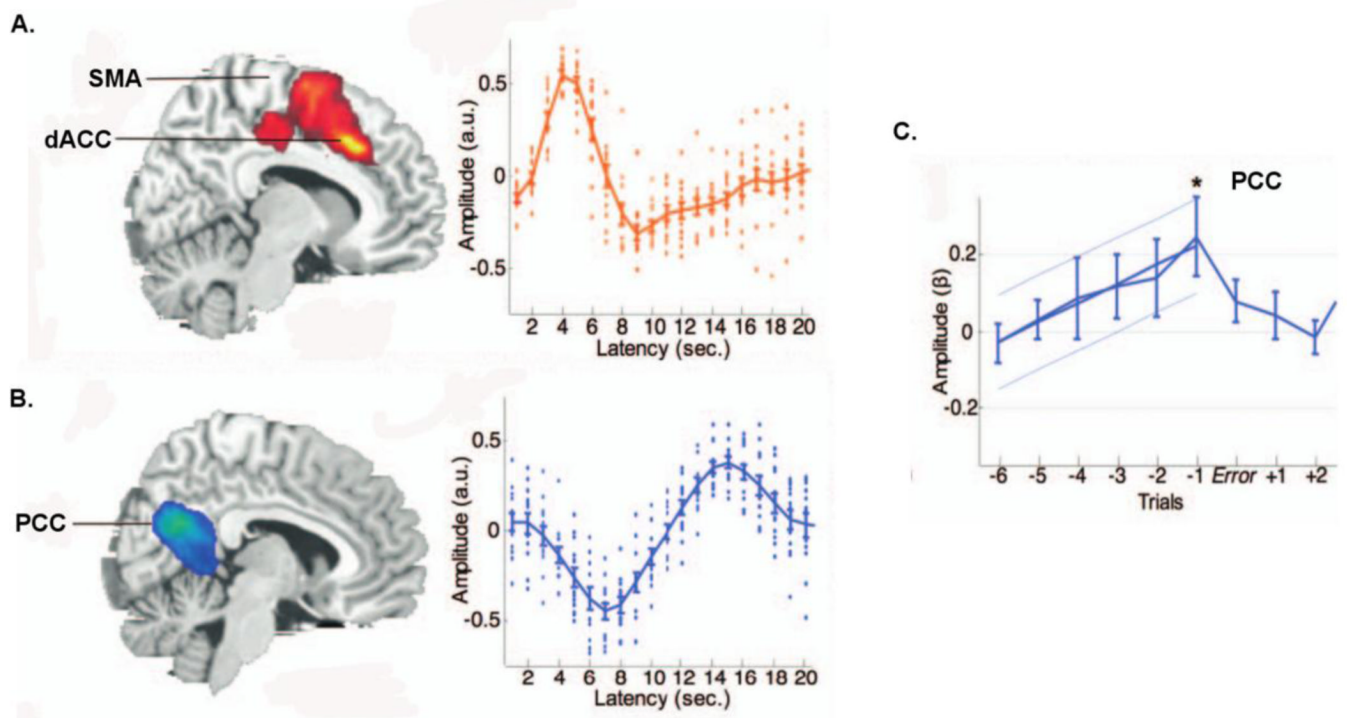 A.
SMA
dACC
Amplitude (a.u.)
0.5
0
-0.5
2 4 6 8 10 12 14 16 18 20
Latency (sec.)
B.
PCC
Amplitude (a.u.)
0.5
0
-0.5
2 4 6 8 10 12 14 16 18 20
Latency (sec.)
C.
* PCC
Amplitude (β)
0.2
0
-0.2
-6 -5 -4 -3 -2 -1 Error +1 +2
Trials